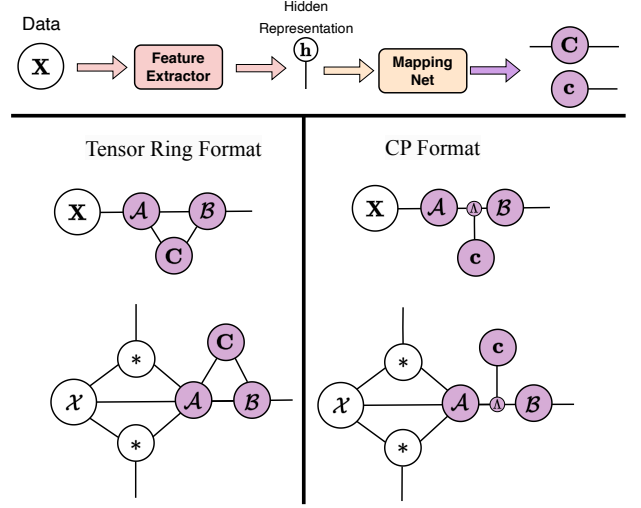 Data
Hidden
Representation
X
Feature
Extractor
h
Mapping
Net
C
c
Tensor Ring Format
CP Format
X A B
C
X A Λ B
c
* C
𝒳 A B
*
* c
𝒳 A Λ B
*